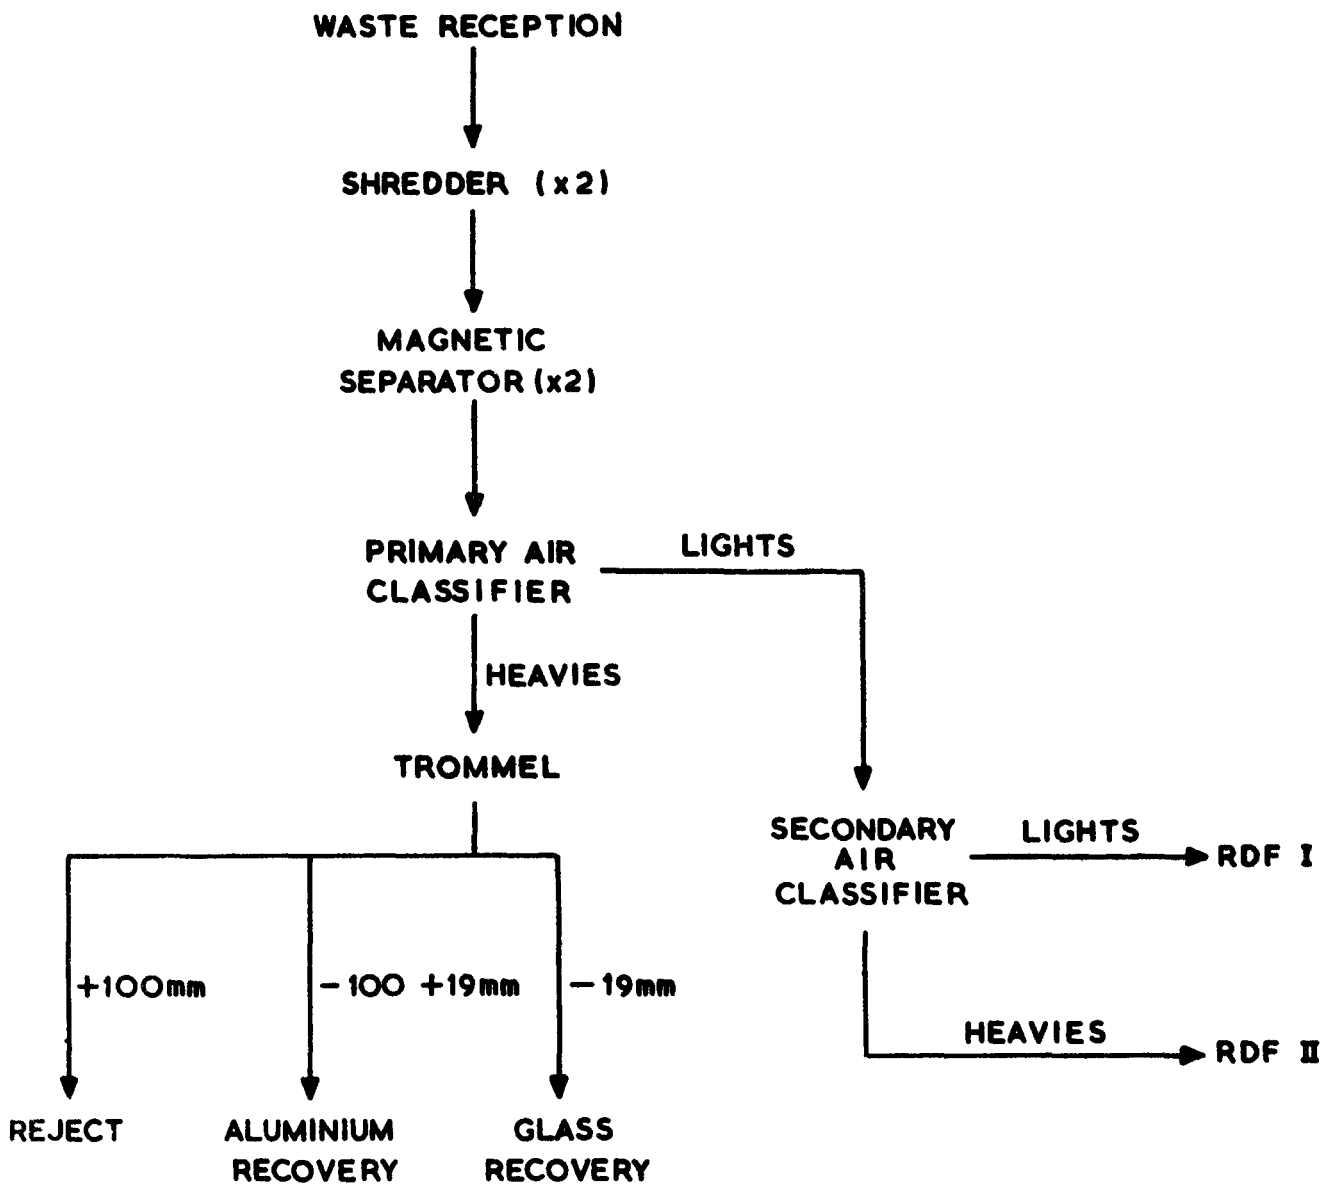 WASTE RECEPTION
SHREDDER (x2)
MAGNETIC
SEPARATOR (x2)
PRIMARY AIR
CLASSIFIER
LIGHTS
HEAVIES
TROMMEL
SECONDARY
AIR
CLASSIFIER
LIGHTS
RDF I
+100mm
-100 +19mm
-19mm
HEAVIES
RDF II
REJECT
ALUMINIUM
RECOVERY
GLASS
RECOVERY